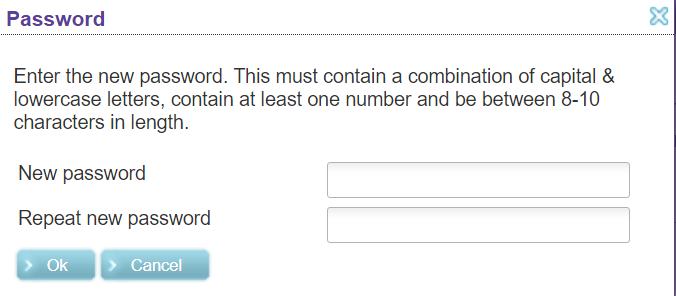 Password
Enter the new password. This must contain a combination of capital &
lowercase letters, contain at least one number and be between 8-10
characters in length.
New password
Repeat new password
Ok
Cancel